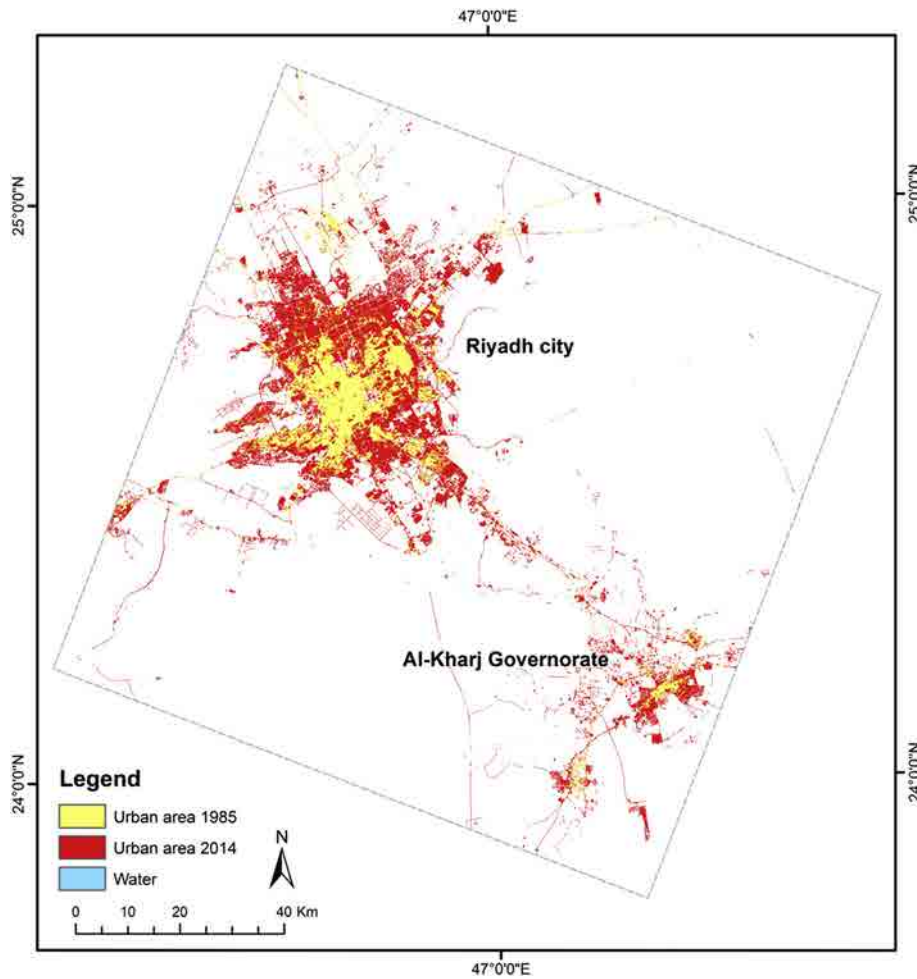 47°0'0"E
25°0'0"N
25°0'0"N
Riyadh city
Al-Kharj Governorate
24°0'0"N
24°0'0"N
Legend
Urban area 1985
Urban area 2014
Water
N
0 10 20 40 Km
47°0'0"E